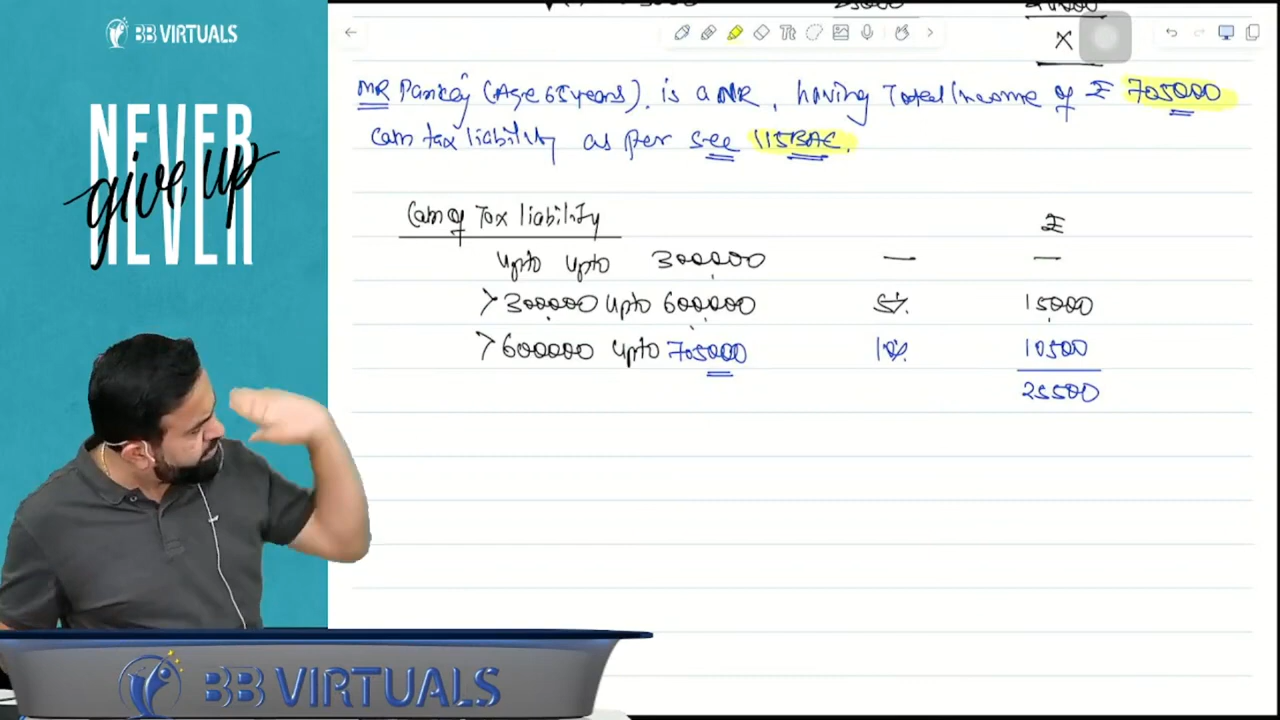 BB VIRTUALS
NEVER
give up
NEVER
X
MR Pankaj (Age 65 years). is a NR, having Total Income of ₹ 705000
Com tax liability as per sec 115BAC.
Com of Tax liability ₹
upto upto 300000 — —
>300000 upto 600000 5%. 15000
>600000 upto 705000 10%. 10500
25500
BB VIRTUALS